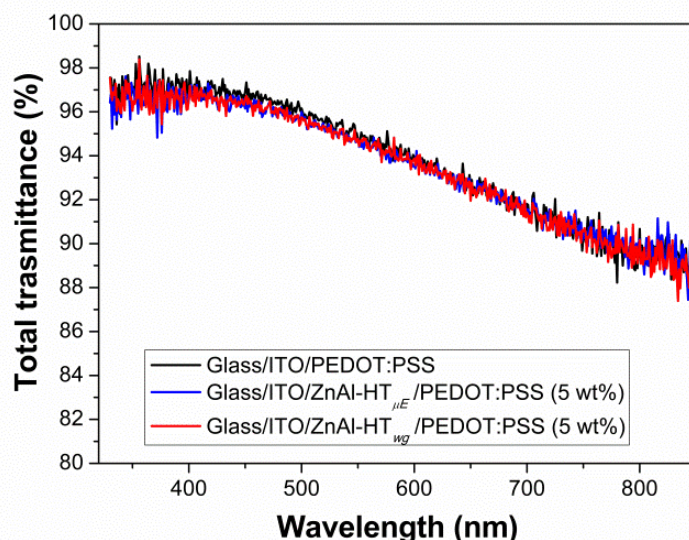 100
98
96
94
92
90
88
86
84
82
80
Total trasmittance (%)
Glass/ITO/PEDOT:PSS
Glass/ITO/ZnAl-HTμE/PEDOT:PSS (5 wt%)
Glass/ITO/ZnAl-HTwg/PEDOT:PSS (5 wt%)
400 500 600 700 800
Wavelength (nm)